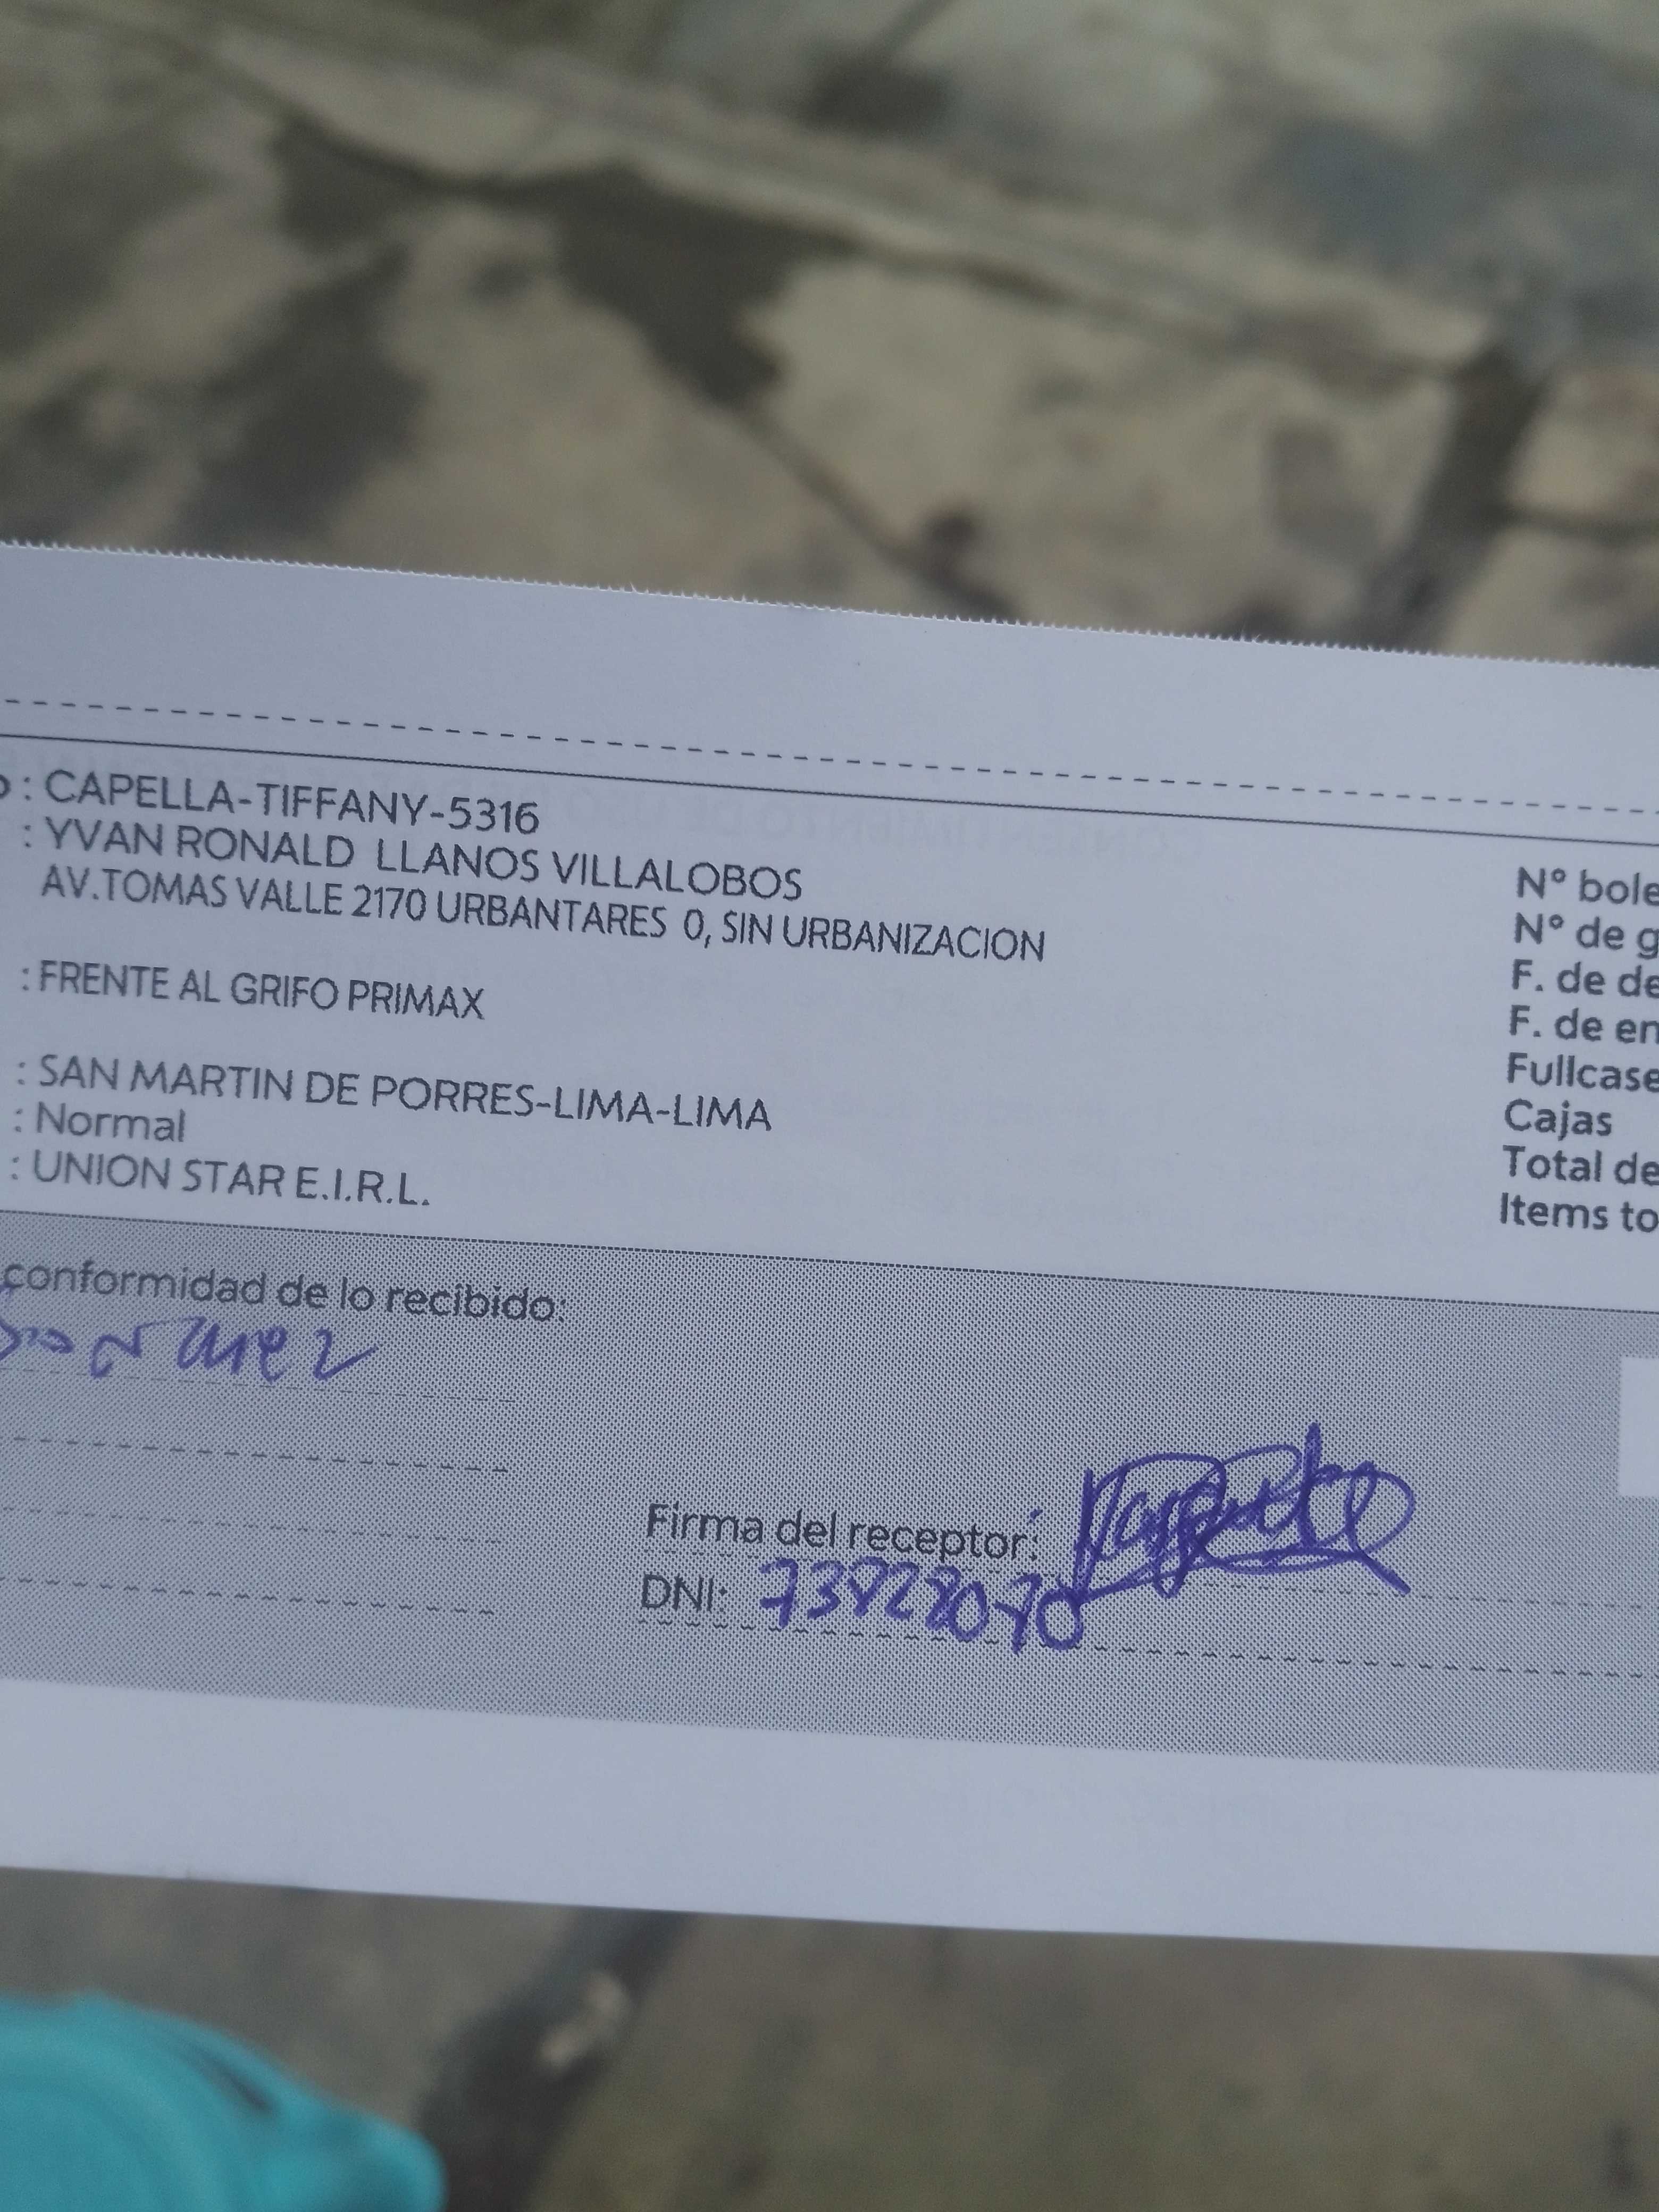 : CAPELLA-TIFFANY-5316
: YVAN RONALD LLANOS VILLALOBOS
AV.TOMAS VALLE 2170 URBANTARES 0, SIN URBANIZACION
: FRENTE AL GRIFO PRIMAX
: SAN MARTIN DE PORRES-LIMA-LIMA
: Normal
: UNION STAR E.I.R.L.
Nº bole
Nº de g
F. de de
F. de en
Fullcase
Cajas
Total de
Items to
conformidad de lo recibido:
Firma del receptor:
DNI: